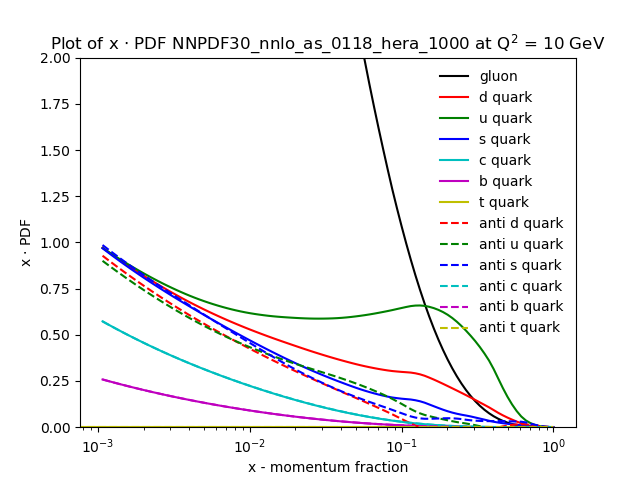 Plot of x · PDF NNPDF30_nnlo_as_0118_hera_1000 at Q² = 10 GeV
x · PDF
2.00
1.75
1.50
1.25
1.00
0.75
0.50
0.25
0.00
gluon
d quark
u quark
s quark
c quark
b quark
t quark
anti d quark
anti u quark
anti s quark
anti c quark
anti b quark
anti t quark
10⁻³ 10⁻² 10⁻¹ 10⁰
x - momentum fraction